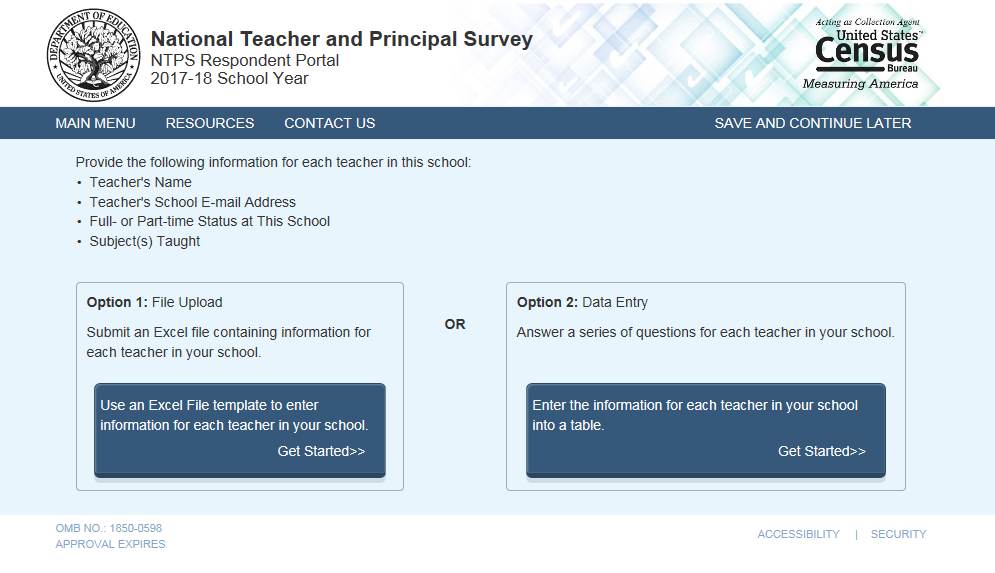 DEPARTMENT OF EDUCATION
UNITED STATES OF AMERICA
National Teacher and Principal Survey
NTPS Respondent Portal
2017-18 School Year
Acting as Collection Agent
United States™
Census
Bureau
Measuring America
MAIN MENU RESOURCES CONTACT US SAVE AND CONTINUE LATER
Provide the following information for each teacher in this school:
• Teacher's Name
• Teacher's School E-mail Address
• Full- or Part-time Status at This School
• Subject(s) Taught
Option 1: File Upload
Submit an Excel file containing information for
each teacher in your school.
Use an Excel File template to enter
information for each teacher in your school.
Get Started>>
OR
Option 2: Data Entry
Answer a series of questions for each teacher in your school.
Enter the information for each teacher in your school
into a table.
Get Started>>
OMB NO.: 1850-0598
APPROVAL EXPIRES
ACCESSIBILITY | SECURITY